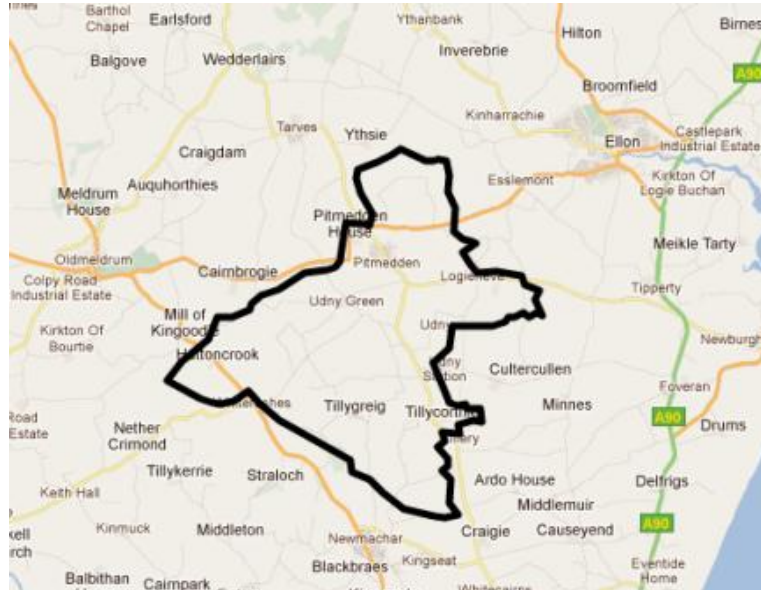 Barthol
Chapel
Earlsford
Ythanbank
Birnes
Hilton
Balgove
Wedderlairs
Inverebrie
A90
Broomfield
Kinharrachie
Tarves
Ythsie
Castlepark
Industrial Estate
Ellon
Craigdam
Auquhorthies
Esslemont
Kirkton Of
Logie Buchan
Meldrum
House
Pitmedden
House
Meikle Tarty
Oldmeldrum
Pitmedden
Cairnbrogie
Logierieve
Colpy Road
Industrial Estate
Tipperty
Udny Green
Mill of
Kingoodie
Kirkton Of
Bourtie
Udny
Newburgh
Hattoncrook
Udny
Station
Cultercullen
Foveran
Tillygreig
Tillycorthie
Minnes
Road
Estate
A90
Drums
Nether
Crimond
Tillykerrie
Straloch
Ardo House
Delfrigs
Keith Hall
Middlemuir
Kinmuck
Middleton
Craigie
Causeyend
A90
Newmachar
Kingseat
Blackbraes
Eventide
Home
Balbithan
Cairnpark
Whitecairns